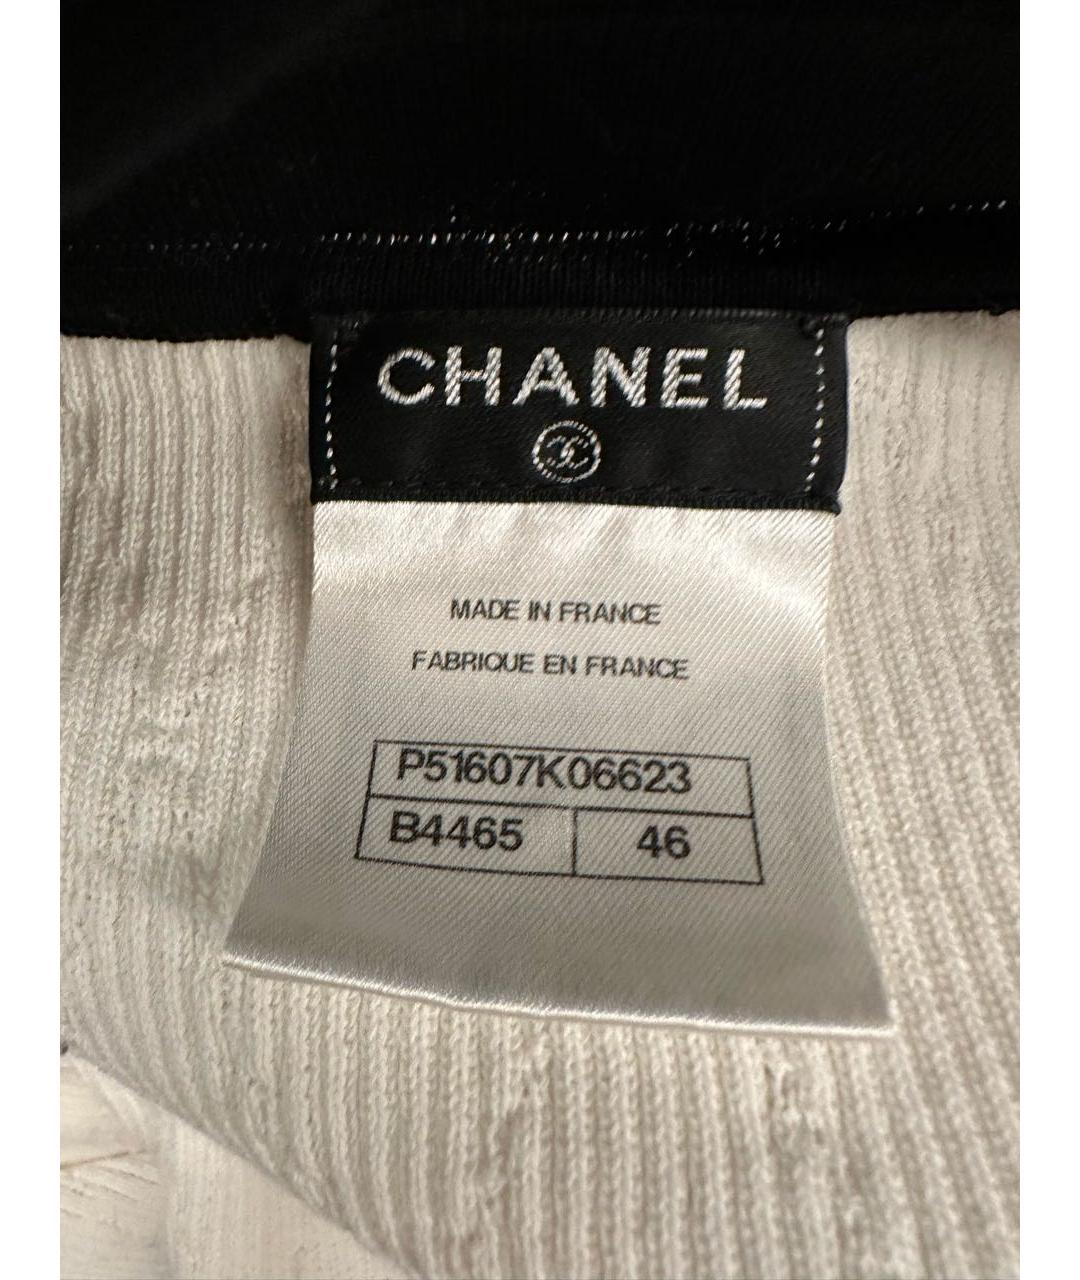 CHANEL
MADE IN FRANCE
FABRIQUE EN FRANCE
P51607K06623
B4465 46